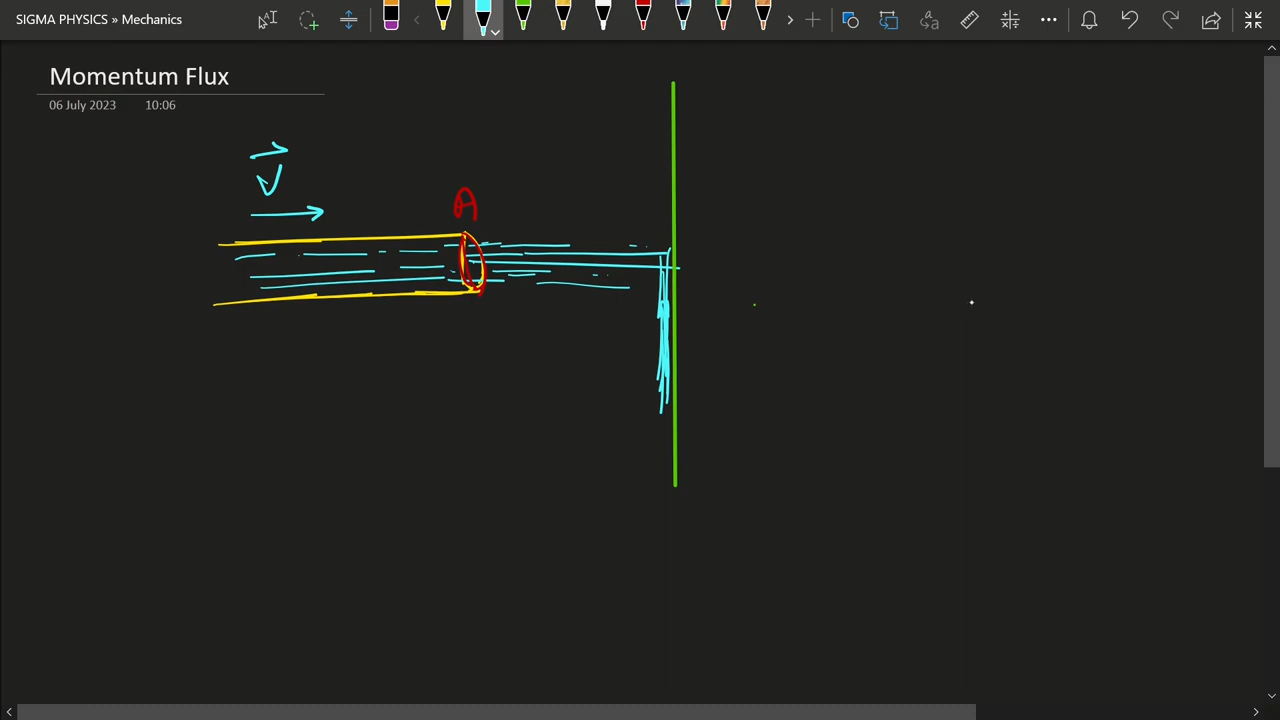 SIGMA PHYSICS » Mechanics
Momentum Flux
06 July 2023 10:06
V
A